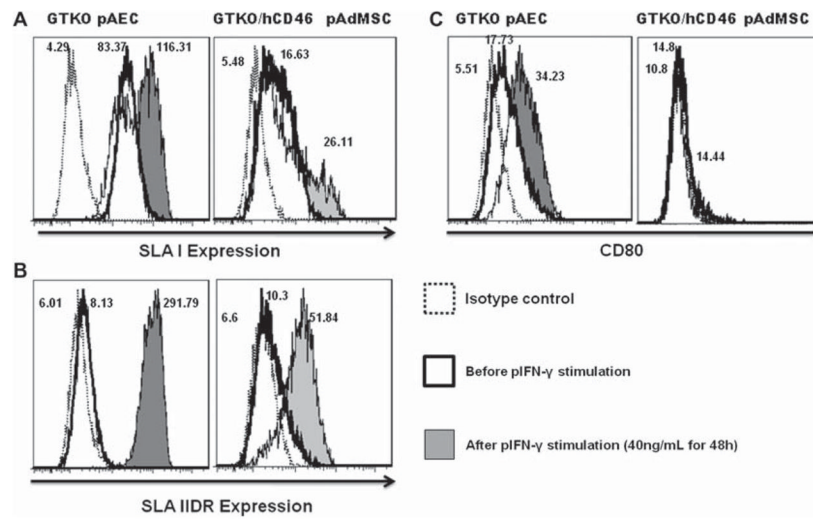 A
GTKO pAEC
GTKO/hCD46 pAdMSC
4.29
83.37
116.31
5.48
16.63
26.11
SLA I Expression
B
6.01
8.13
291.79
6.6
10.3
51.84
SLA IIDR Expression
C
GTKO pAEC
GTKO/hCD46 pAdMSC
5.51
17.73
34.23
14.8
10.8
14.44
CD80
Isotype control
Before pIFN-γ stimulation
After pIFN-γ stimulation (40ng/mL for 48h)